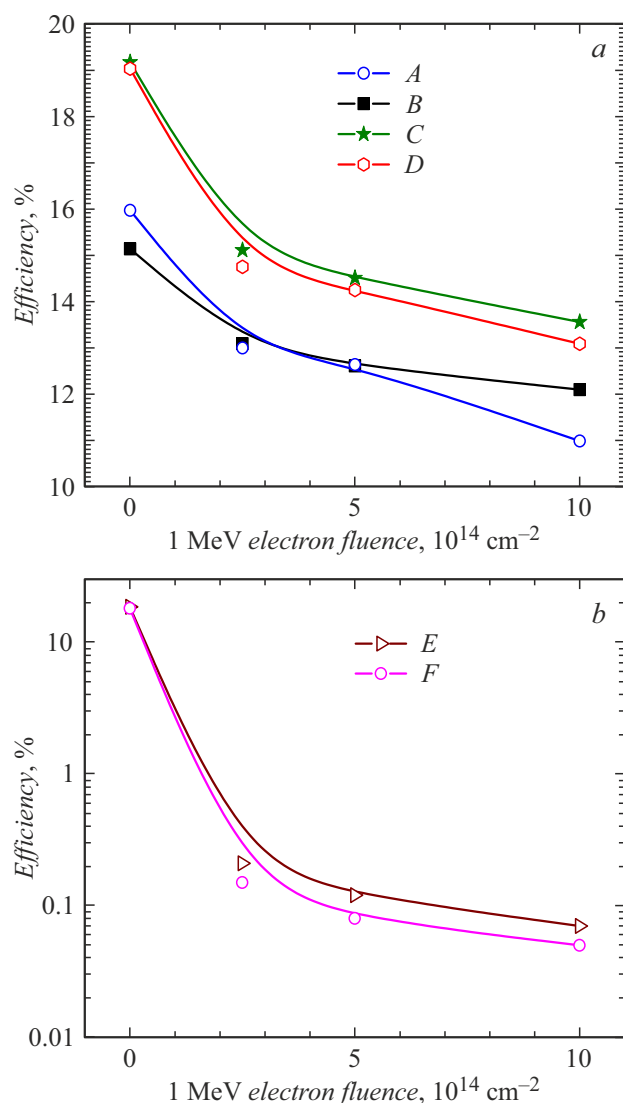 20
a
A
18
B
C
D
16
Efficiency, %
14
12
10
0
5
10
1 MeV electron fluence, 10¹⁴ cm⁻²
b
10
E
F
1
Efficiency, %
0.1
0.01
0
5
10
1 MeV electron fluence, 10¹⁴ cm⁻²